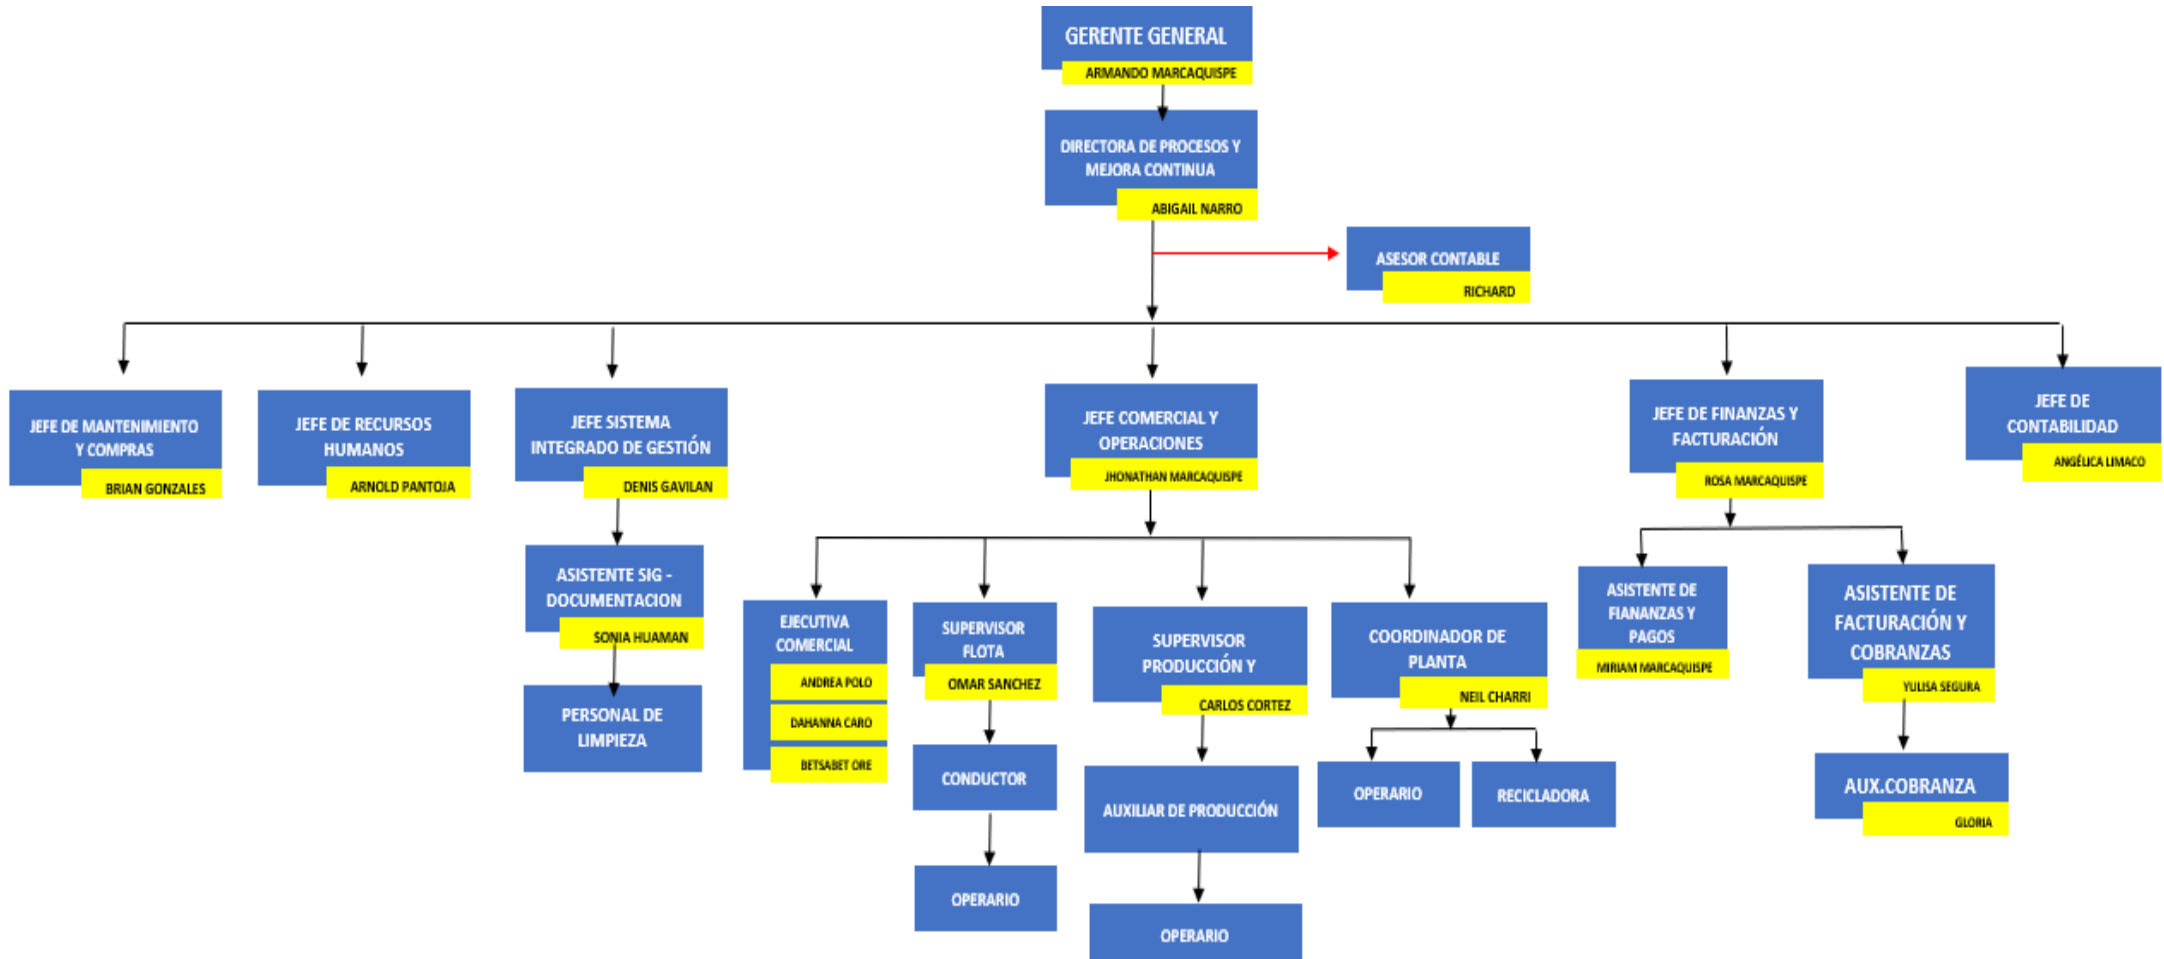 GERENTE GENERAL
ARMANDO MARCAQUISPE
DIRECTORA DE PROCESOS Y
MEJORA CONTINUA
ABIGAIL NARRO
ASESOR CONTABLE
RICHARD
JEFE DE MANTENIMIENTO
Y COMPRAS
BRIAN GONZALES
JEFE DE RECURSOS
HUMANOS
ARNOLD PANTOJA
JEFE SISTEMA
INTEGRADO DE GESTIÓN
DENIS GAVILAN
JEFE COMERCIAL Y
OPERACIONES
JHONATHAN MARCAQUISPE
JEFE DE FINANZAS Y
FACTURACIÓN
ROSA MARCAQUISPE
JEFE DE
CONTABILIDAD
ANGÉLICA LIMACO
ASISTENTE SIG -
DOCUMENTACION
SONIA HUAMAN
PERSONAL DE
LIMPIEZA
EJECUTIVA
COMERCIAL
ANDREA POLO
DAHANNA CARO
BETSABET ORE
SUPERVISOR
FLOTA
OMAR SANCHEZ
CONDUCTOR
OPERARIO
SUPERVISOR
PRODUCCIÓN Y
CARLOS CORTEZ
AUXILIAR DE PRODUCCIÓN
OPERARIO
COORDINADOR DE
PLANTA
NEIL CHARRI
OPERARIO
RECICLADORA
ASISTENTE DE
FIANANZAS Y
PAGOS
MIRIAM MARCAQUISPE
ASISTENTE DE
FACTURACIÓN Y
COBRANZAS
YULISA SEGURA
AUX.COBRANZA
GLORIA